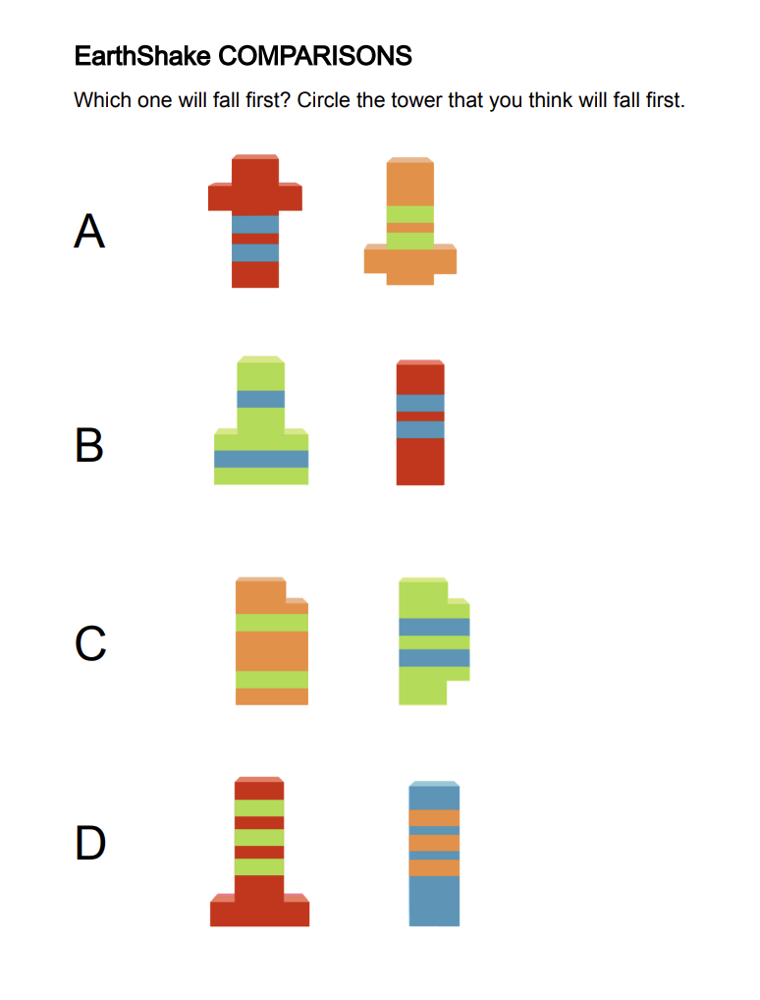 EarthShake COMPARISONS
Which one will fall first? Circle the tower that you think will fall first.
A
B
C
D